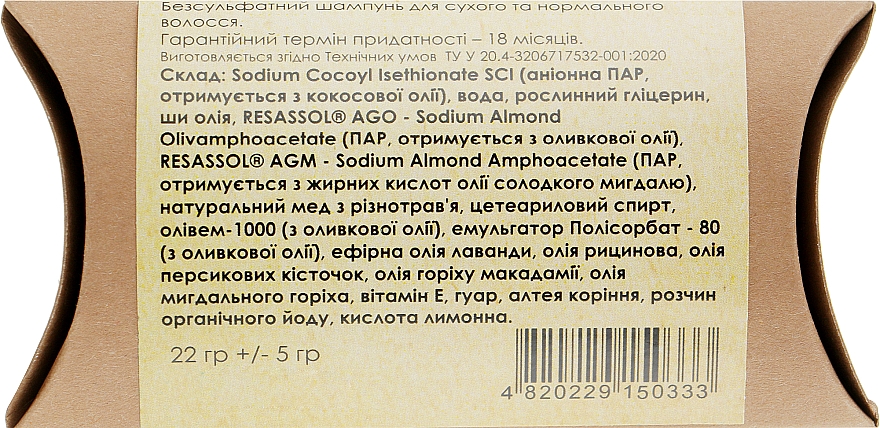 Безсульфатний шампунь для сухого та нормального
волосся.
Гарантійний термін придатності – 18 місяців.
Виготовляється згідно Технічних умов ТУ У 20.4-3206717532-001:2020
Склад: Sodium Cocoyl Isethionate SCI (аніонна ПАР,
отримується з кокосової олії), вода, рослинний гліцерин,
ши олія, RESASSOL® AGO - Sodium Almond
Olivamphoacetate (ПАР, отримується з оливкової олії),
RESASSOL® AGM - Sodium Almond Amphoacetate (ПАР,
отримується з жирних кислот олії солодкого мигдалю),
натуральний мед з різнотрав'я, цетеариловий спирт,
олівем-1000 (з оливкової олії), емульгатор Полісорбат - 80
(з оливкової олії), ефірна олія лаванди, олія рицинова, олія
персикових кісточок, олія горіху макадамії, олія
мигдального горіха, вітамін Е, гуар, алтея коріння, розчин
органічного йоду, кислота лимонна.
22 гр +/- 5 гр
4 820229 150333